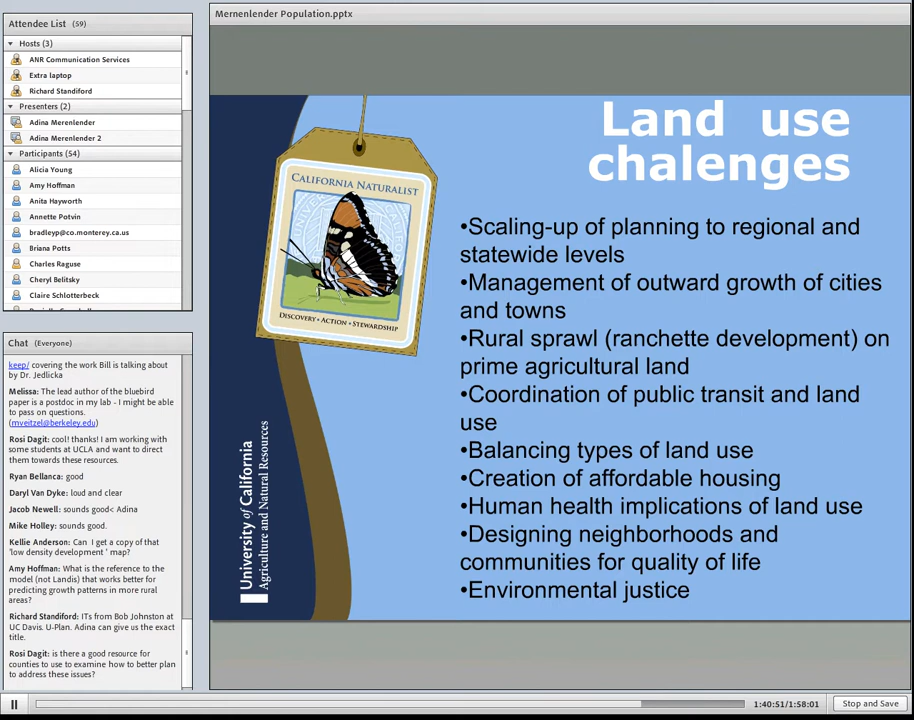 Attendee List (59)
Hosts (3)
ANR Communication Services
Extra laptop
Richard Standiford
Presenters (2)
Adina Merenlender
Adina Merenlender 2
Participants (54)
Alicia Young
Amy Hoffman
Anita Hayworth
Annette Potvin
bradleyp@co.monterey.ca.us
Briana Potts
Charles Raguse
Cheryl Belitsky
Claire Schlotterbeck
Chat (Everyone)
keep/ covering the work Bill is talking about
by Dr. Jedlicka
Melissa: The lead author of the bluebird
paper is a postdoc in my lab - I might be able
to pass on questions.
(mveitzel@berkeley.edu)
Rosi Dagit: cool! thanks! I am working with
some students at UCLA and want to direct
them towards these resources.
Ryan Bellanca: good
Daryl Van Dyke: loud and clear
Jacob Newell: sounds good< Adina
Mike Holley: sounds good.
Kellie Anderson: Can I get a copy of that
'low density development ' map?
Amy Hoffman: What is the reference to the
model (not Landis) that works better for
predicting growth patterns in more rural
areas?
Richard Standiford: ITs from Bob Johnston at
UC Davis. U-Plan. Adina can give us the exact
title.
Rosi Dagit: is there a good resource for
counties to use to examine how to better plan
to address these issues?
Mernenlender Population.pptx
CALIFORNIA NATURALIST
DISCOVERY • ACTION • STEWARDSHIP
University of California
Agriculture and Natural Resources
Land use
chalenges
•Scaling-up of planning to regional and
statewide levels
•Management of outward growth of cities
and towns
•Rural sprawl (ranchette development) on
prime agricultural land
•Coordination of public transit and land
use
•Balancing types of land use
•Creation of affordable housing
•Human health implications of land use
•Designing neighborhoods and
communities for quality of life
•Environmental justice
1:40:51/1:58:01
Stop and Save